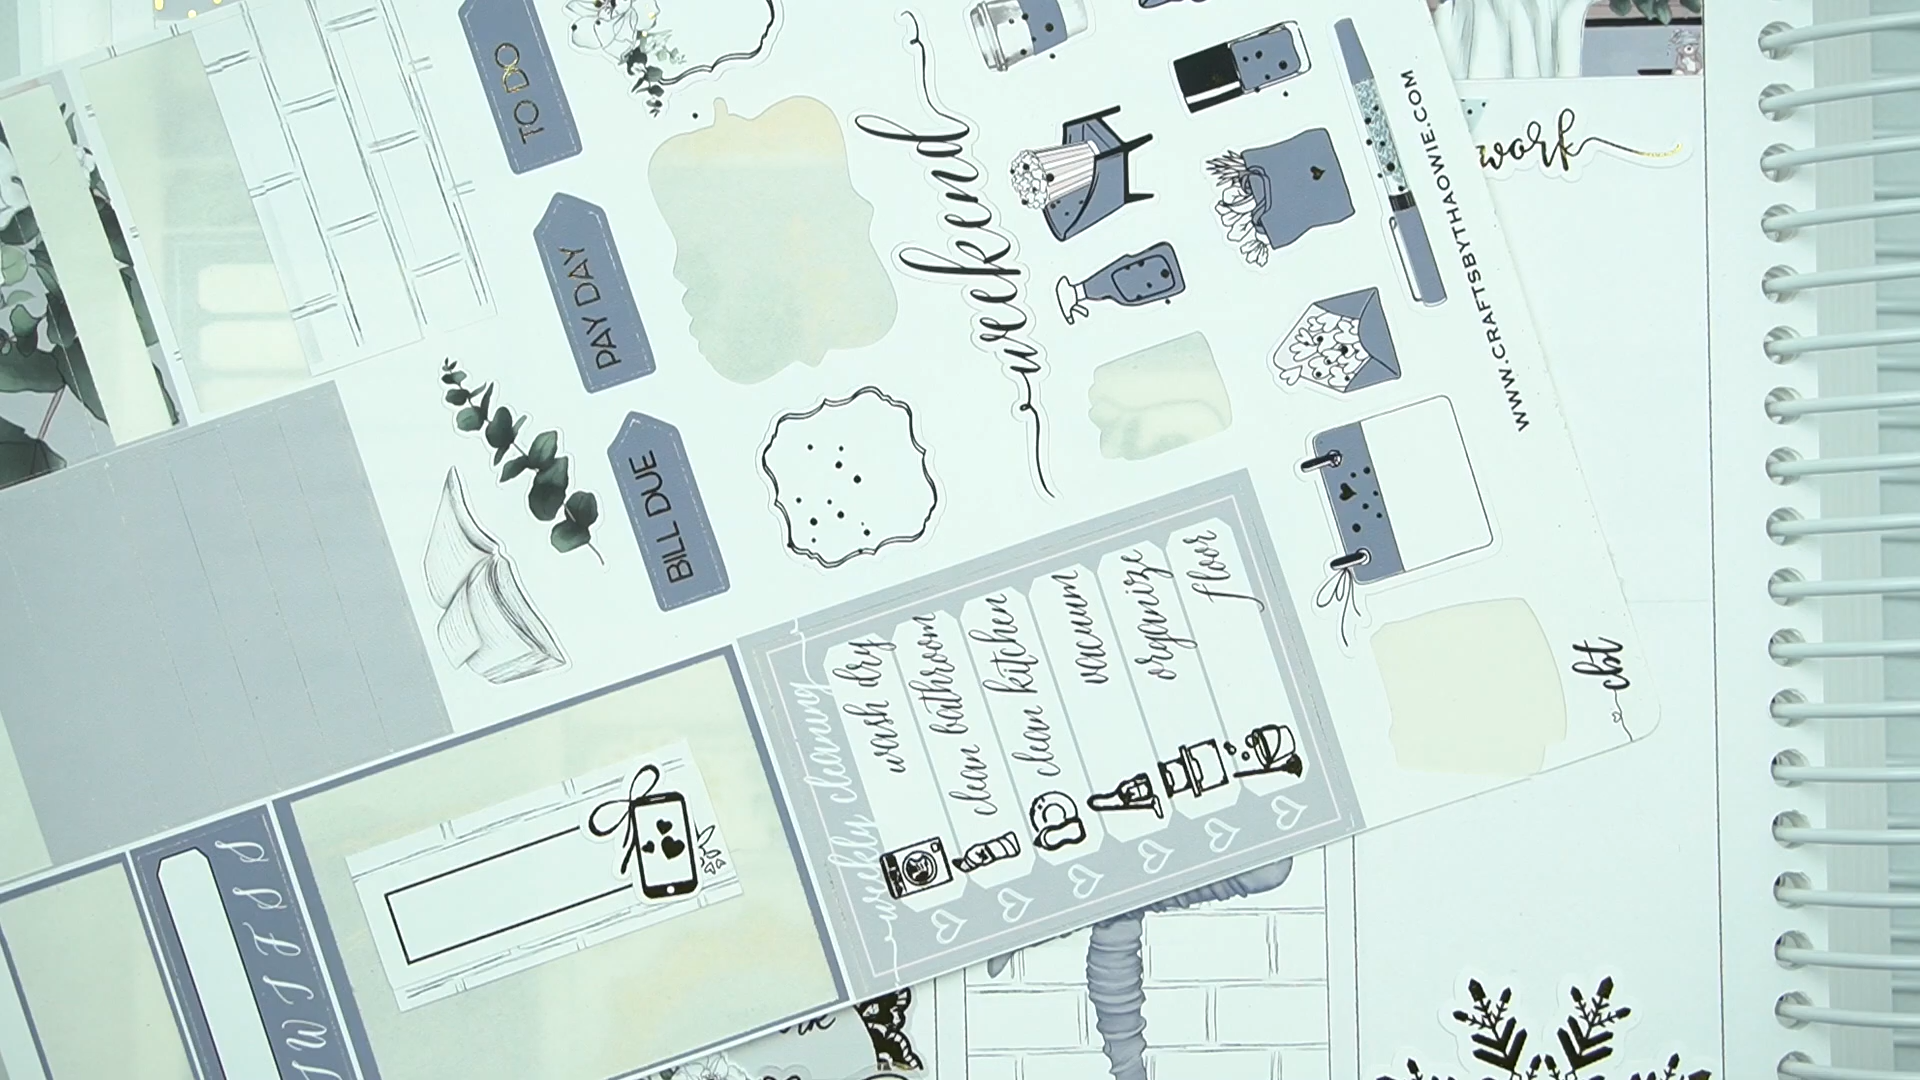 TO DO
PAY DAY
BILL DUE
weekend
work
WWW.CRAFTSBYTHAOWIE.COM
weekly cleaning
wash dry
clean bathroom
clean kitchen
vacuum
organize
floor
cbt
T W T F S S